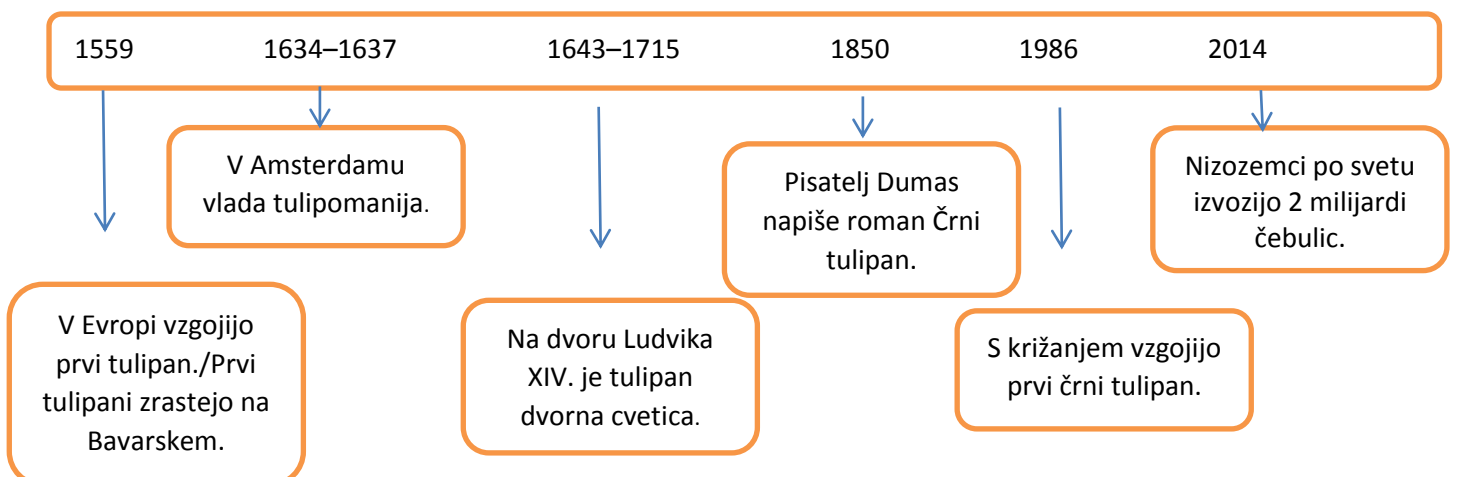 1559 1634–1637 1643–1715 1850 1986 2014
V Amsterdamu
vlada tulipomanija.
Pisatelj Dumas
napiše roman Črni
tulipan.
Nizozemci po svetu
izvozijo 2 milijardi
čebulic.
V Evropi vzgojijo
prvi tulipan./Prvi
tulipani zrastejo na
Bavarskem.
Na dvoru Ludvika
XIV. je tulipan
dvorna cvetica.
S križanjem vzgojijo
prvi črni tulipan.